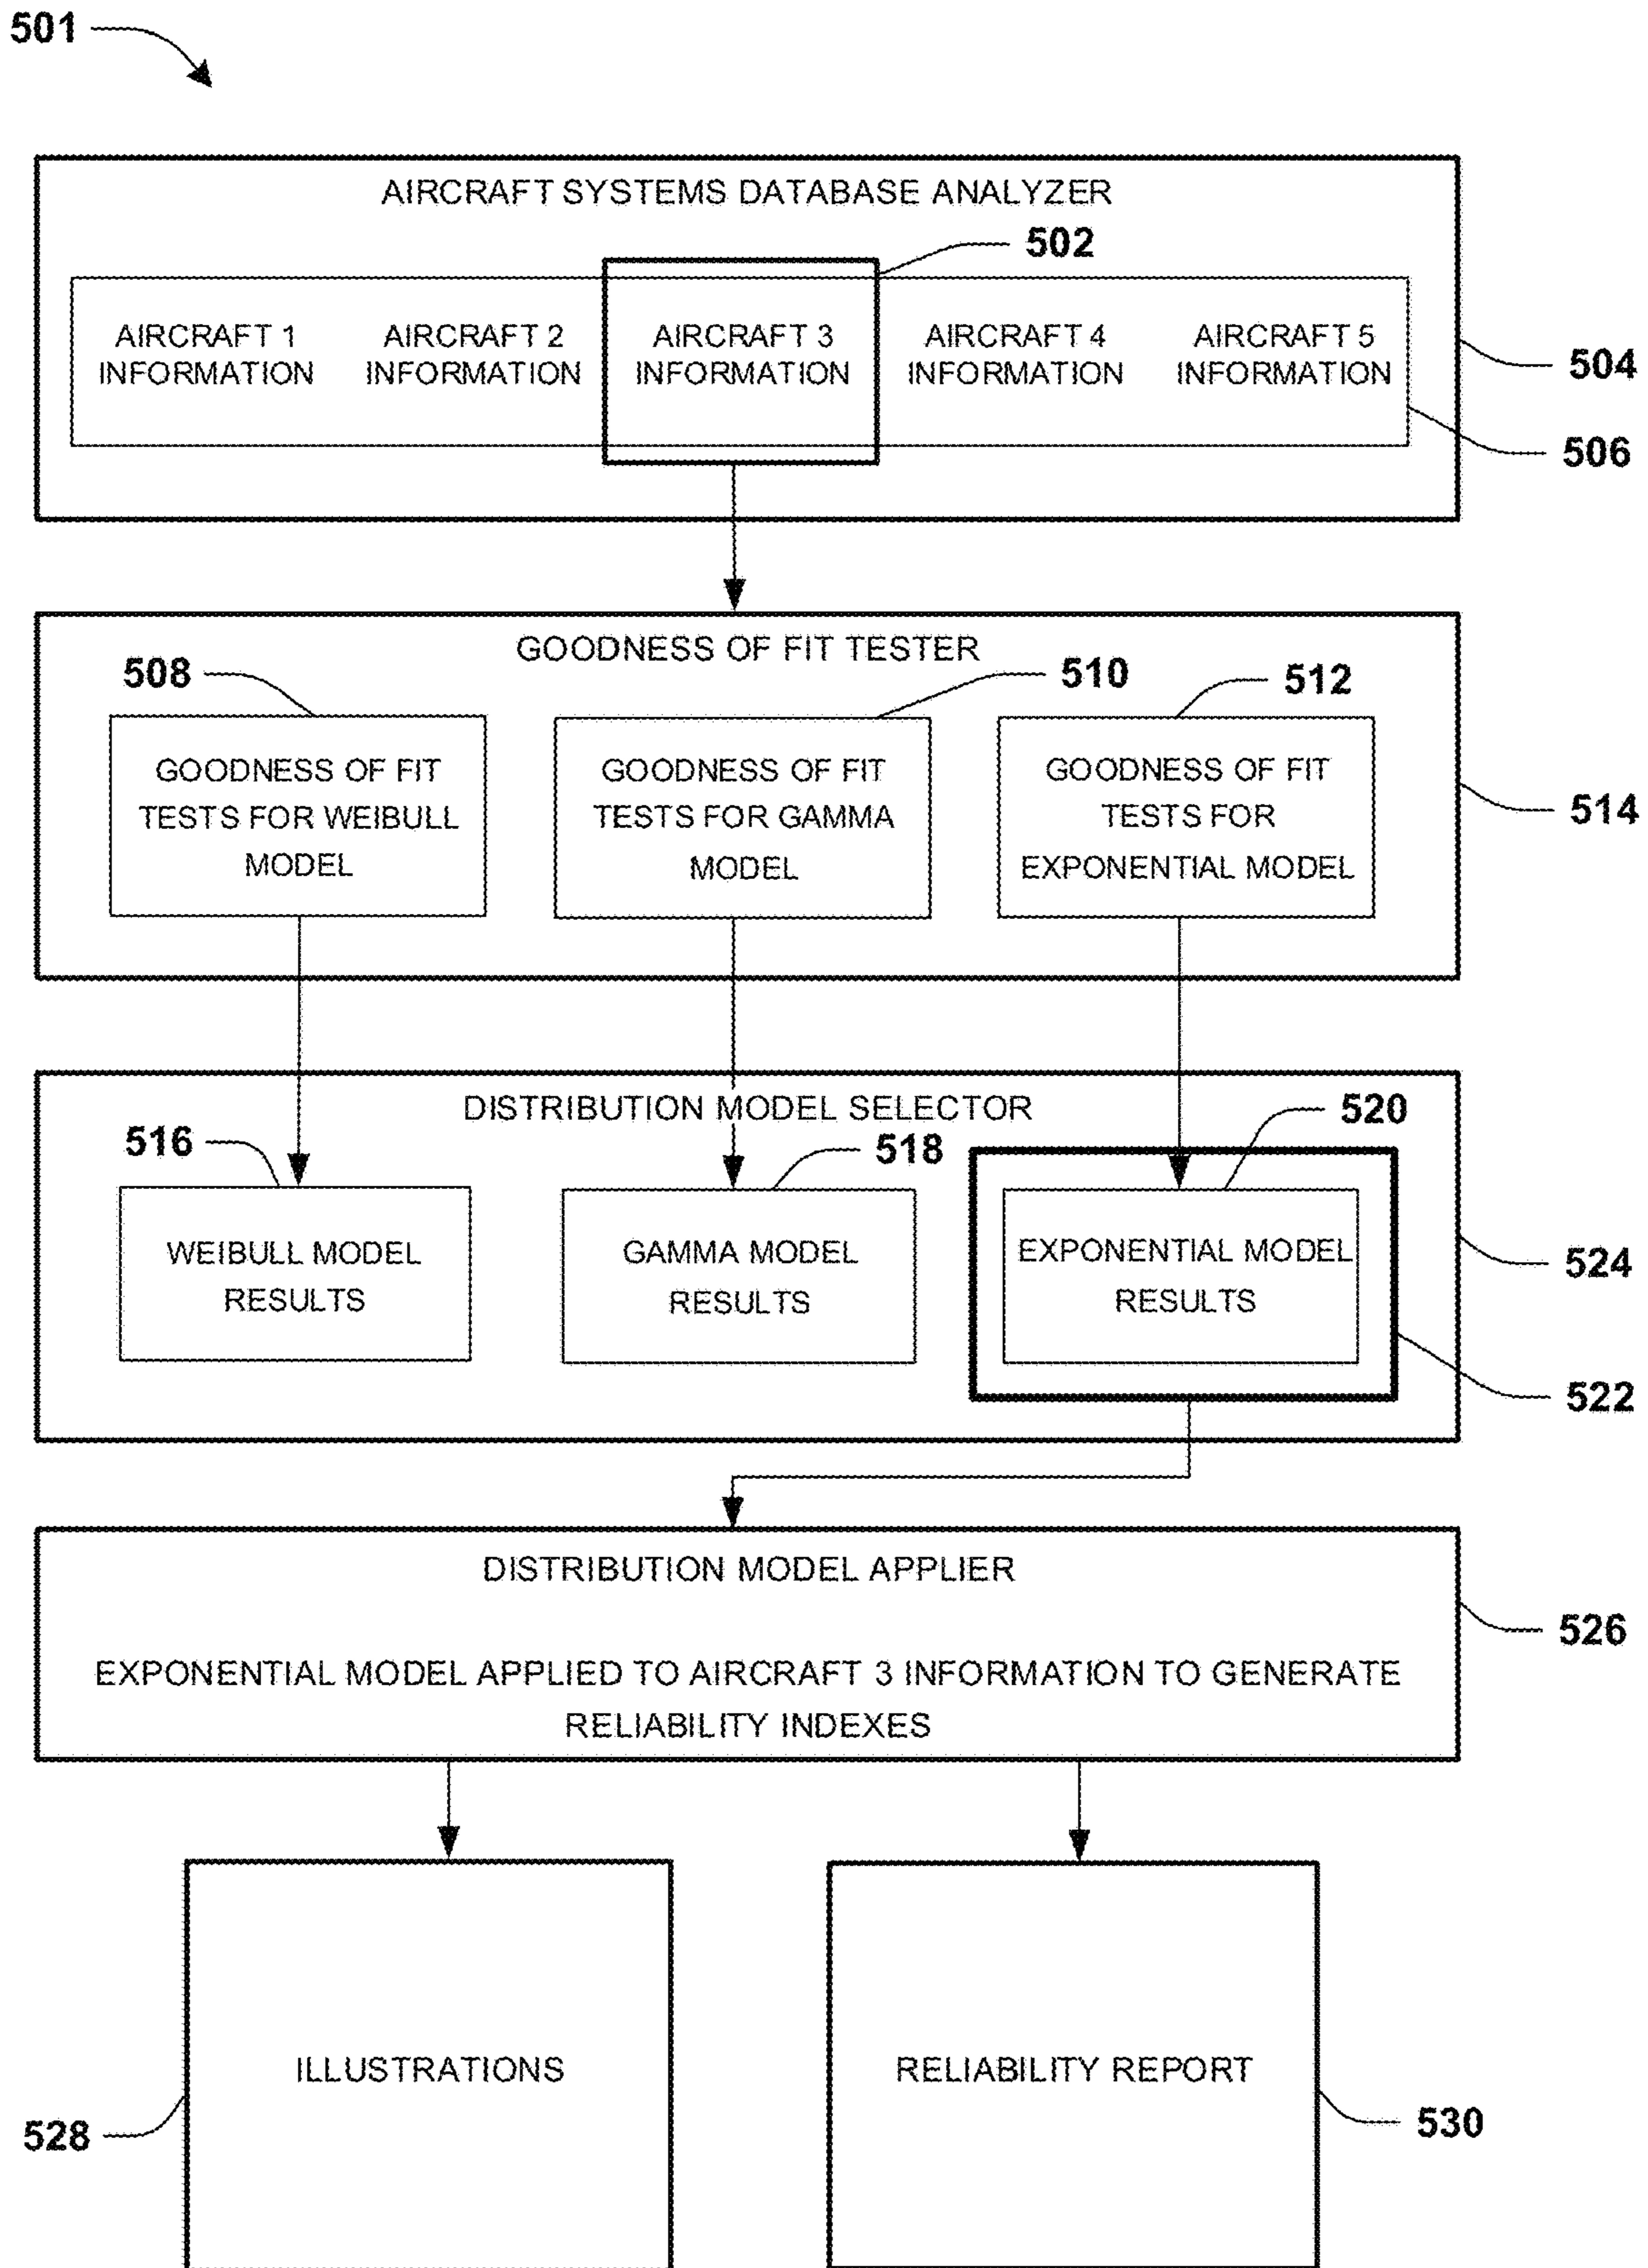 501
AIRCRAFT SYSTEMS DATABASE ANALYZER
502
AIRCRAFT 1
INFORMATION
AIRCRAFT 2
INFORMATION
AIRCRAFT 3
INFORMATION
AIRCRAFT 4
INFORMATION
AIRCRAFT 5
INFORMATION
504
506
GOODNESS OF FIT TESTER
508
510
512
GOODNESS OF FIT
TESTS FOR WEIBULL
MODEL
GOODNESS OF FIT
TESTS FOR GAMMA
MODEL
GOODNESS OF FIT
TESTS FOR
EXPONENTIAL MODEL
514
DISTRIBUTION MODEL SELECTOR
516
518
520
WEIBULL MODEL
RESULTS
GAMMA MODEL
RESULTS
EXPONENTIAL MODEL
RESULTS
524
522
DISTRIBUTION MODEL APPLIER
EXPONENTIAL MODEL APPLIED TO AIRCRAFT 3 INFORMATION TO GENERATE
RELIABILITY INDEXES
526
ILLUSTRATIONS
528
RELIABILITY REPORT
530